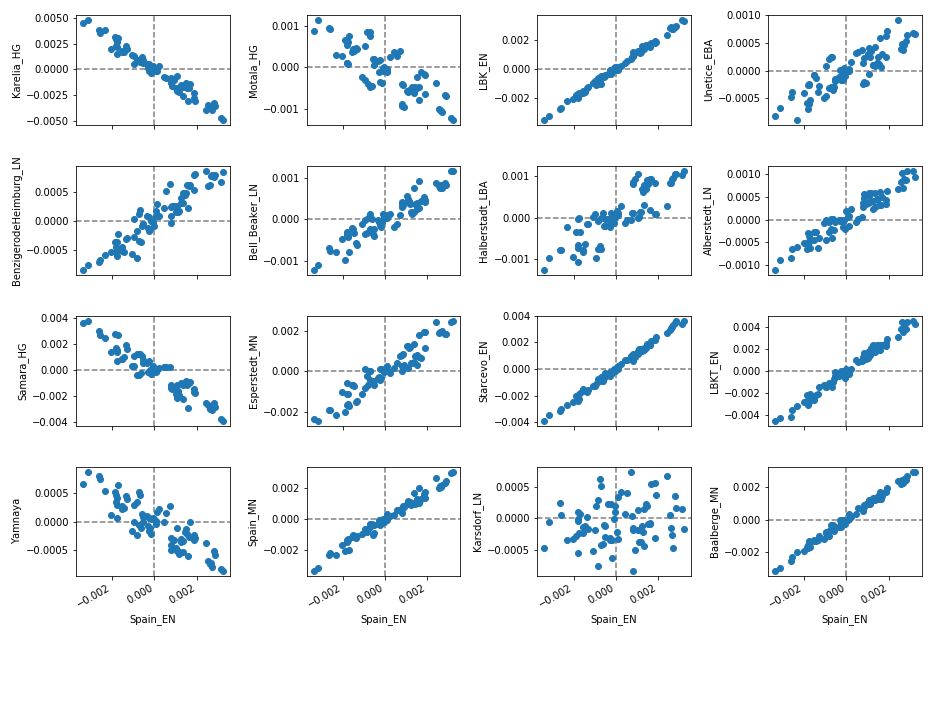 Karelia_HG
0.0050
0.0025
0.0000
−0.0025
−0.0050
Motala_HG
0.001
0.000
−0.001
LBK_EN
0.002
0.000
−0.002
Unetice_EBA
0.0010
0.0005
0.0000
−0.0005
BenzigerodeHeimburg_LN
0.0005
0.0000
−0.0005
Bell_Beaker_LN
0.001
0.000
−0.001
Halberstadt_LBA
0.001
0.000
−0.001
Alberstedt_LN
0.0010
0.0005
0.0000
−0.0005
−0.0010
Samara_HG
0.004
0.002
0.000
−0.002
−0.004
Esperstedt_MN
0.002
0.000
−0.002
Starcevo_EN
0.004
0.002
0.000
−0.002
−0.004
LBKT_EN
0.004
0.002
0.000
−0.002
−0.004
Yamnaya
0.0005
0.0000
−0.0005
−0.002 0.000 0.002
Spain_EN
Spain_MN
0.002
0.000
−0.002
−0.002 0.000 0.002
Spain_EN
Karsdorf_LN
0.0005
0.0000
−0.0005
−0.002 0.000 0.002
Spain_EN
Baalberge_MN
0.002
0.000
−0.002
−0.002 0.000 0.002
Spain_EN